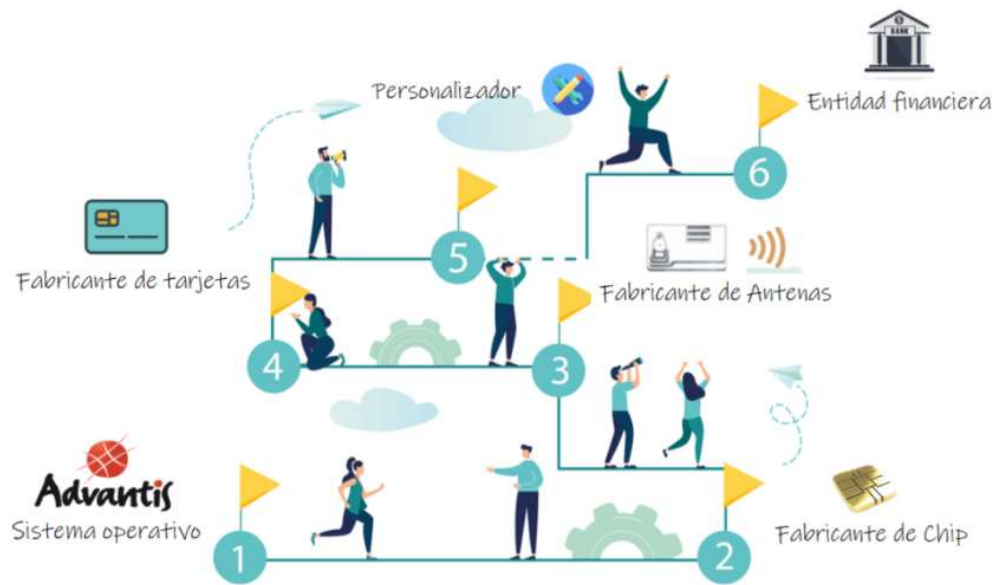 BANK
Personalizador
Entidad financiera
6
5
Fabricante de tarjetas
Fabricante de Antenas
4
3
Advantis
Sistema operativo
1
2
Fabricante de Chip